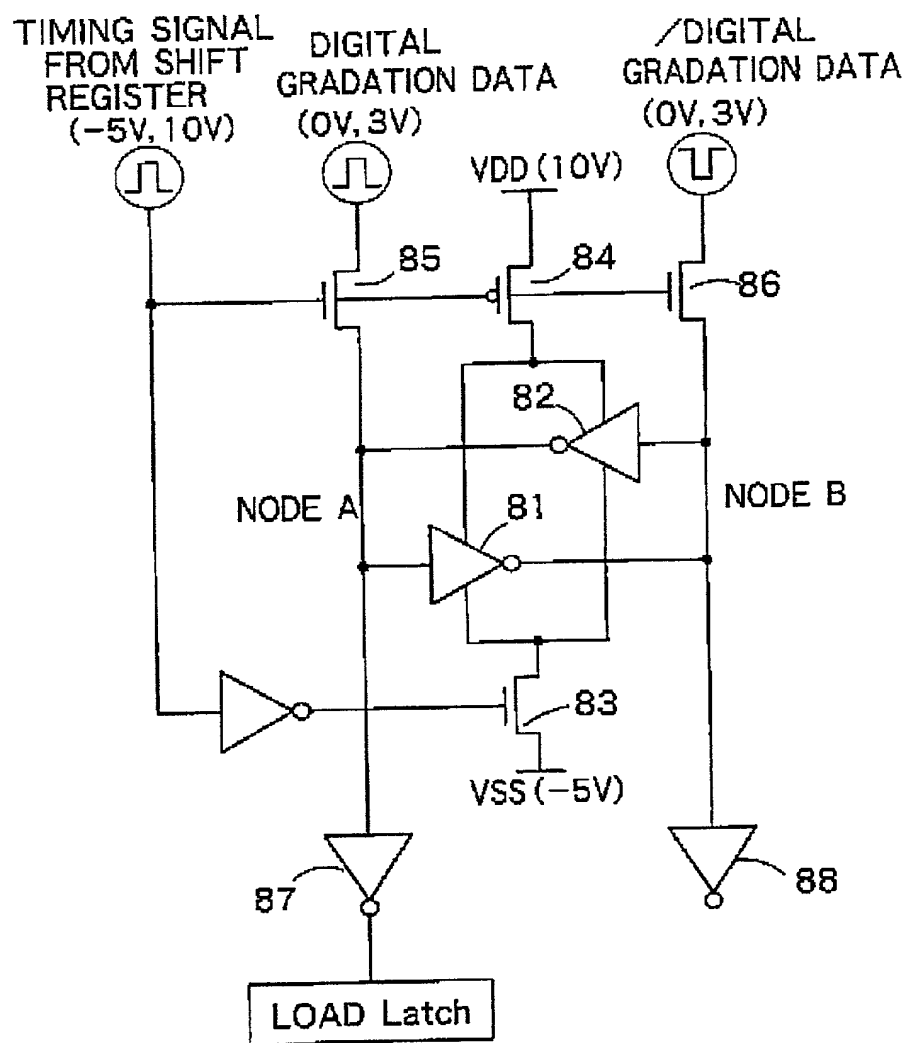 TIMING SIGNAL
FROM SHIFT
REGISTER
(-5V,10V)
DIGITAL
GRADATION DATA
(0V,3V)
/DIGITAL
GRADATION DATA
(0V,3V)
VDD(10V)
85
84
86
82
NODE A
81
NODE B
83
VSS(-5V)
87
88
LOAD Latch